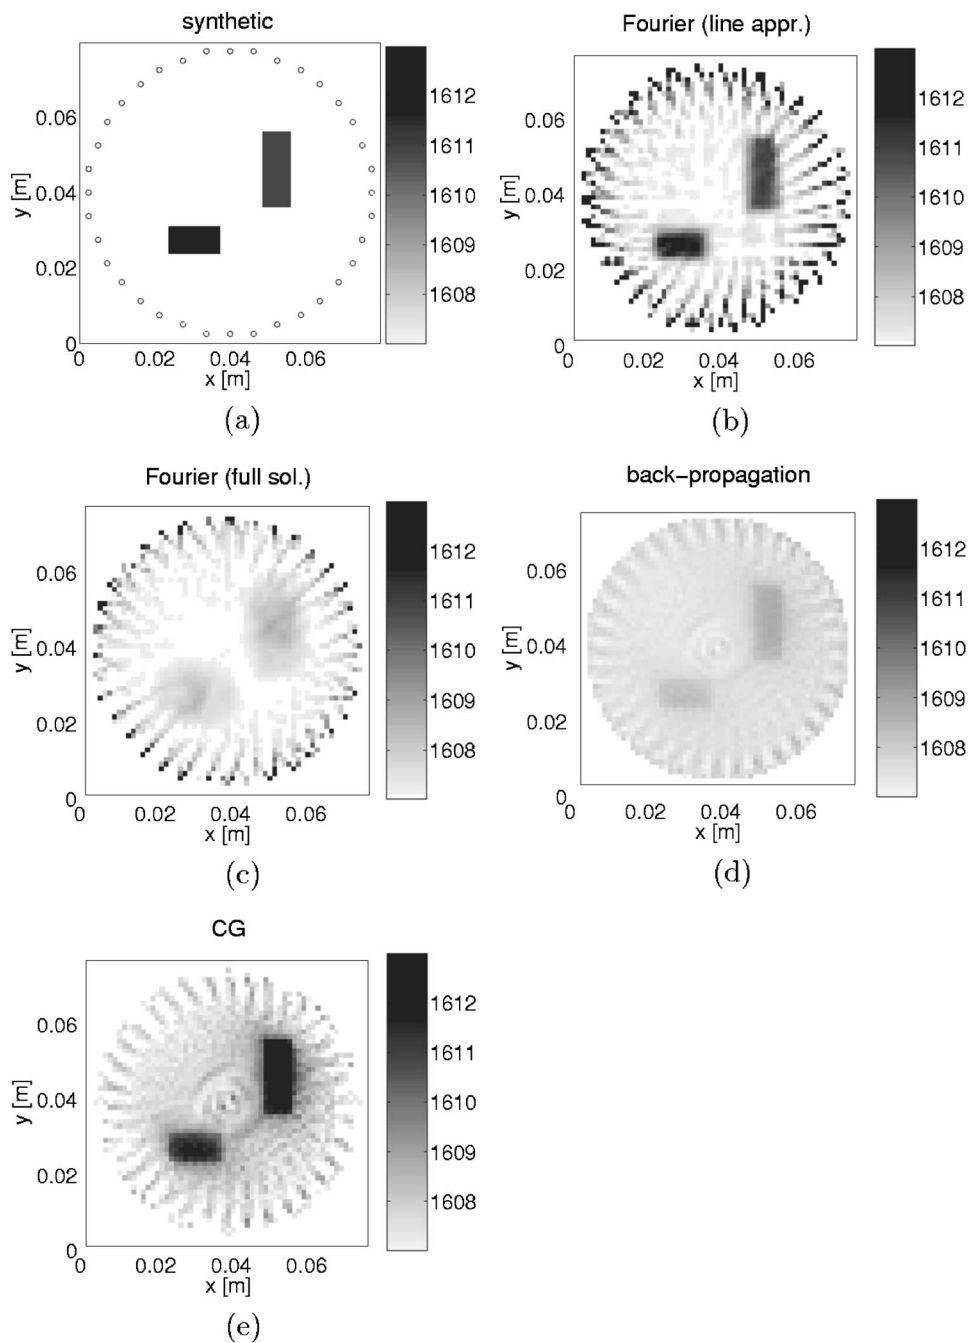 synthetic
y [m]
0.06
0.04
0.02
0
0 0.02 0.04 0.06
x [m]
1612
1611
1610
1609
1608
(a)
Fourier (line appr.)
y [m]
0.06
0.04
0.02
0
0 0.02 0.04 0.06
x [m]
1612
1611
1610
1609
1608
(b)
Fourier (full sol.)
y [m]
0.06
0.04
0.02
0
0 0.02 0.04 0.06
x [m]
1612
1611
1610
1609
1608
(c)
back-propagation
y [m]
0.06
0.04
0.02
0
0 0.02 0.04 0.06
x [m]
1612
1611
1610
1609
1608
(d)
CG
y [m]
0.06
0.04
0.02
0
0 0.02 0.04 0.06
x [m]
1612
1611
1610
1609
1608
(e)